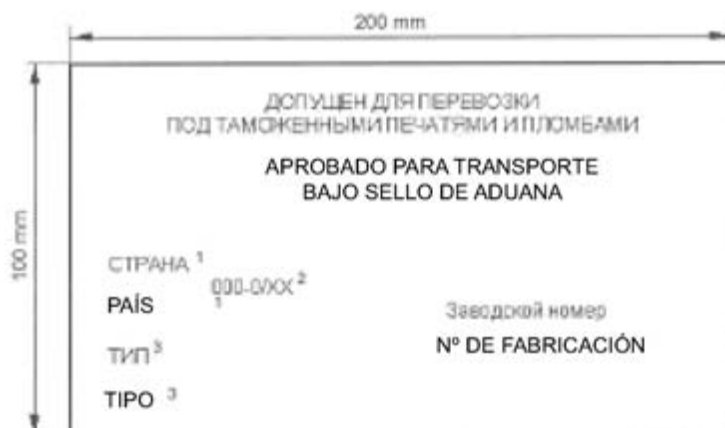 200 mm
100 mm
ДОПУЩЕН ДЛЯ ПЕРЕВОЗКИ
ПОД ТАМОЖЕННЫМИ ПЕЧАТЯМИ И ПЛОМБАМИ
APROBADO PARA TRANSPORTE
BAJO SELLO DE ADUANA
СТРАНА 1
000-0/XX 2
PAÍS 1
Заводской номер
ТИП 3
Nº DE FABRICACIÓN
TIPO 3